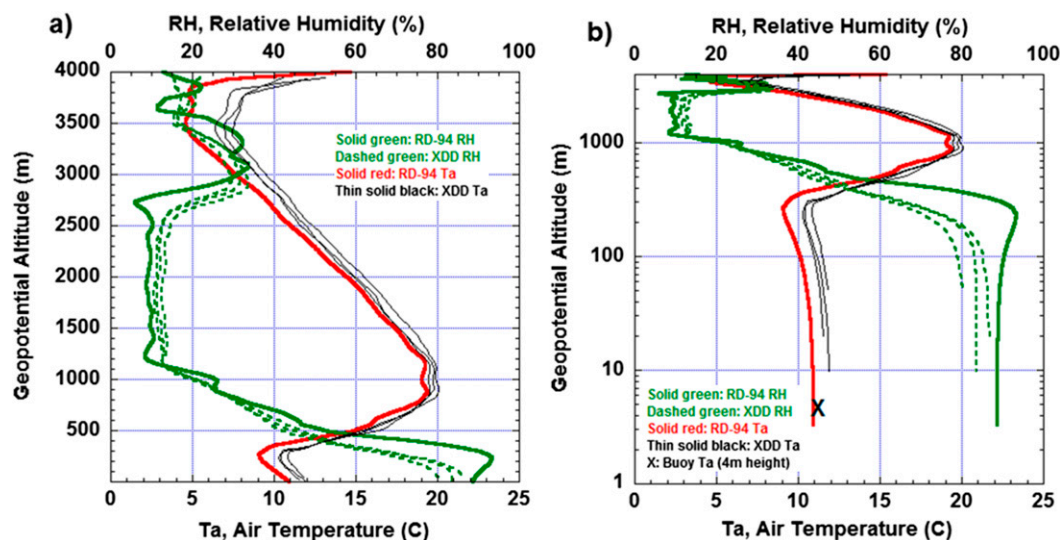 a)
RH, Relative Humidity (%)
0 20 40 60 80 100
4000
3500
3000
2500
2000
1500
1000
500
Geopotential Altitude (m)
Solid green: RD-94 RH
Dashed green: XDD RH
Solid red: RD-94 Ta
Thin solid black: XDD Ta
0 5 10 15 20 25
Ta, Air Temperature (C)
b)
RH, Relative Humidity (%)
0 20 40 60 80 100
1000
100
10
1
Geopotential Altitude (m)
X
Solid green: RD-94 RH
Dashed green: XDD RH
Solid red: RD-94 Ta
Thin solid black: XDD Ta
X: Buoy Ta (4m height)
0 5 10 15 20 25
Ta, Air Temperature (C)